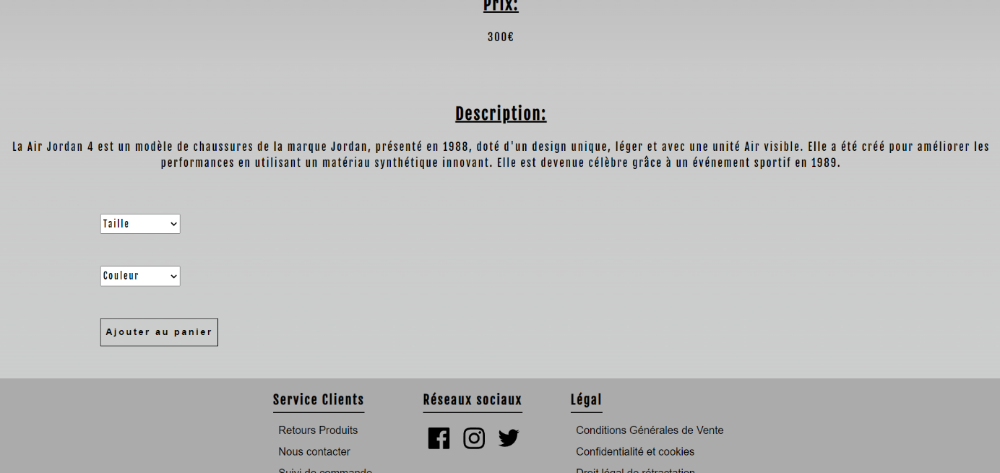 Prix:
300€
Description:
La Air Jordan 4 est un modèle de chaussures de la marque Jordan, présenté en 1988, doté d'un design unique, léger et avec une unité Air visible. Elle a été créé pour améliorer les
performances en utilisant un matériau synthétique innovant. Elle est devenue célèbre grâce à un événement sportif en 1989.
Taille
Couleur
Ajouter au panier
Service Clients
Retours Produits
Nous contacter
Suivi de commande
Réseaux sociaux
Légal
Conditions Générales de Vente
Confidentialité et cookies
Droit légal de rétractation